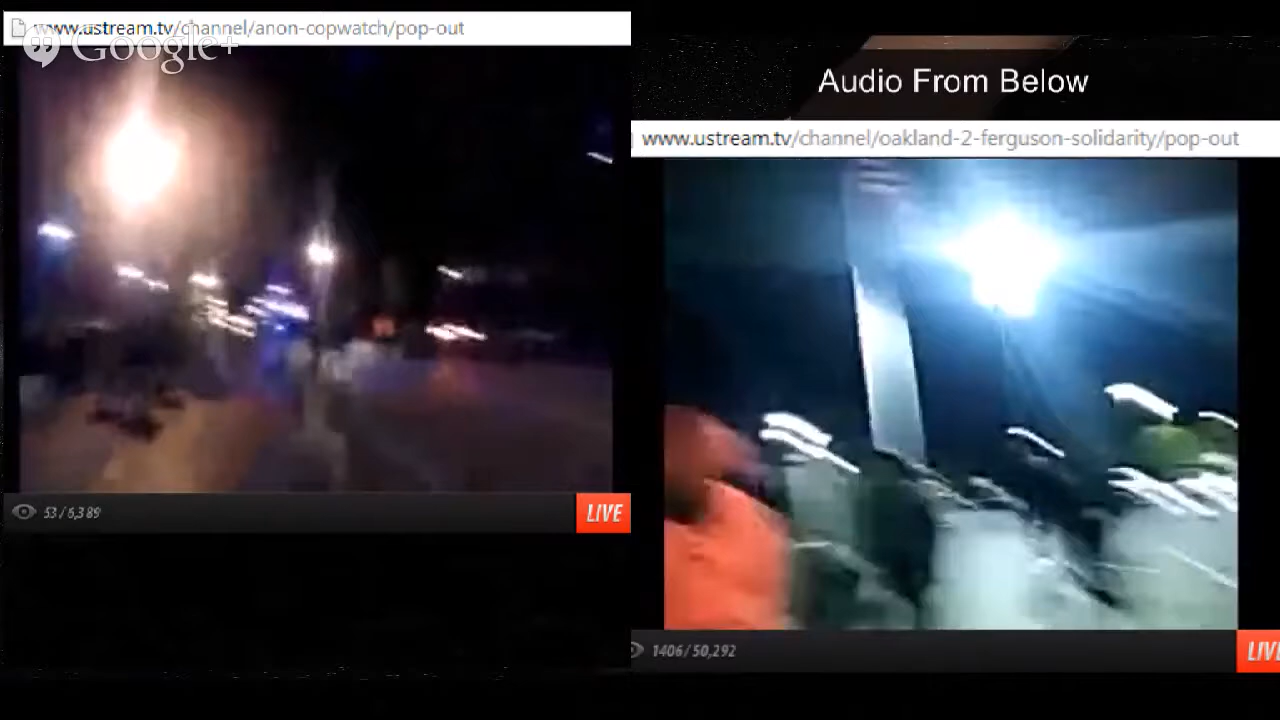 www.ustream.tv/channel/anon-copwatch/pop-out
Google+
53/6,389
LIVE
Audio From Below
www.ustream.tv/channel/oakland-2-ferguson-solidarity/pop-out
1406/50,292
LIVE